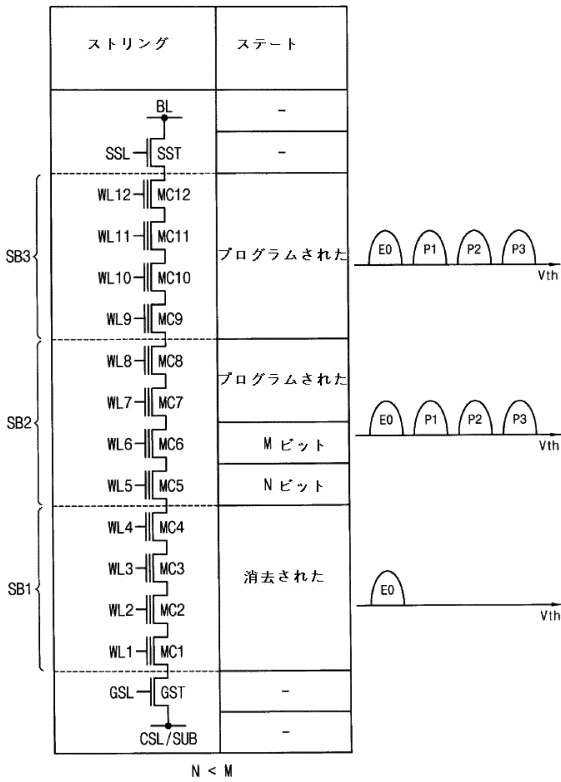 ストリング ステート
BL -
SSL SST -
WL12 MC12
WL11 MC11
SB3 プログラムされた E0 P1 P2 P3
WL10 MC10 Vth
WL9 MC9
WL8 MC8
プログラムされた
WL7 MC7 E0 P1 P2 P3
SB2
WL6 MC6 Mビット Vth
WL5 MC5 Nビット
WL4 MC4
WL3 MC3 消去された
SB1 E0
WL2 MC2 Vth
WL1 MC1
GSL GST -
CSL/SUB -
N < M